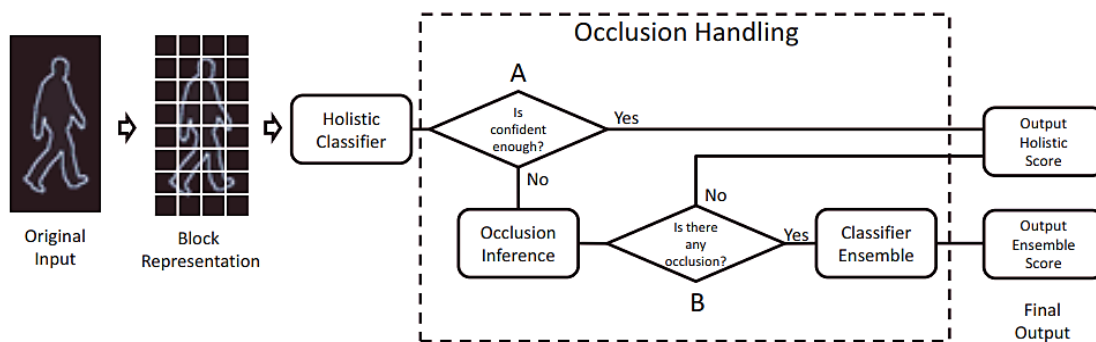 Occlusion Handling
A
Is
confident
enough?
Yes
No
Holistic
Classifier
Output
Holistic
Score
Original
Input
Block
Representation
Occlusion
Inference
Is there
any
occlusion?
No
Yes
B
Classifier
Ensemble
Output
Ensemble
Score
Final
Output